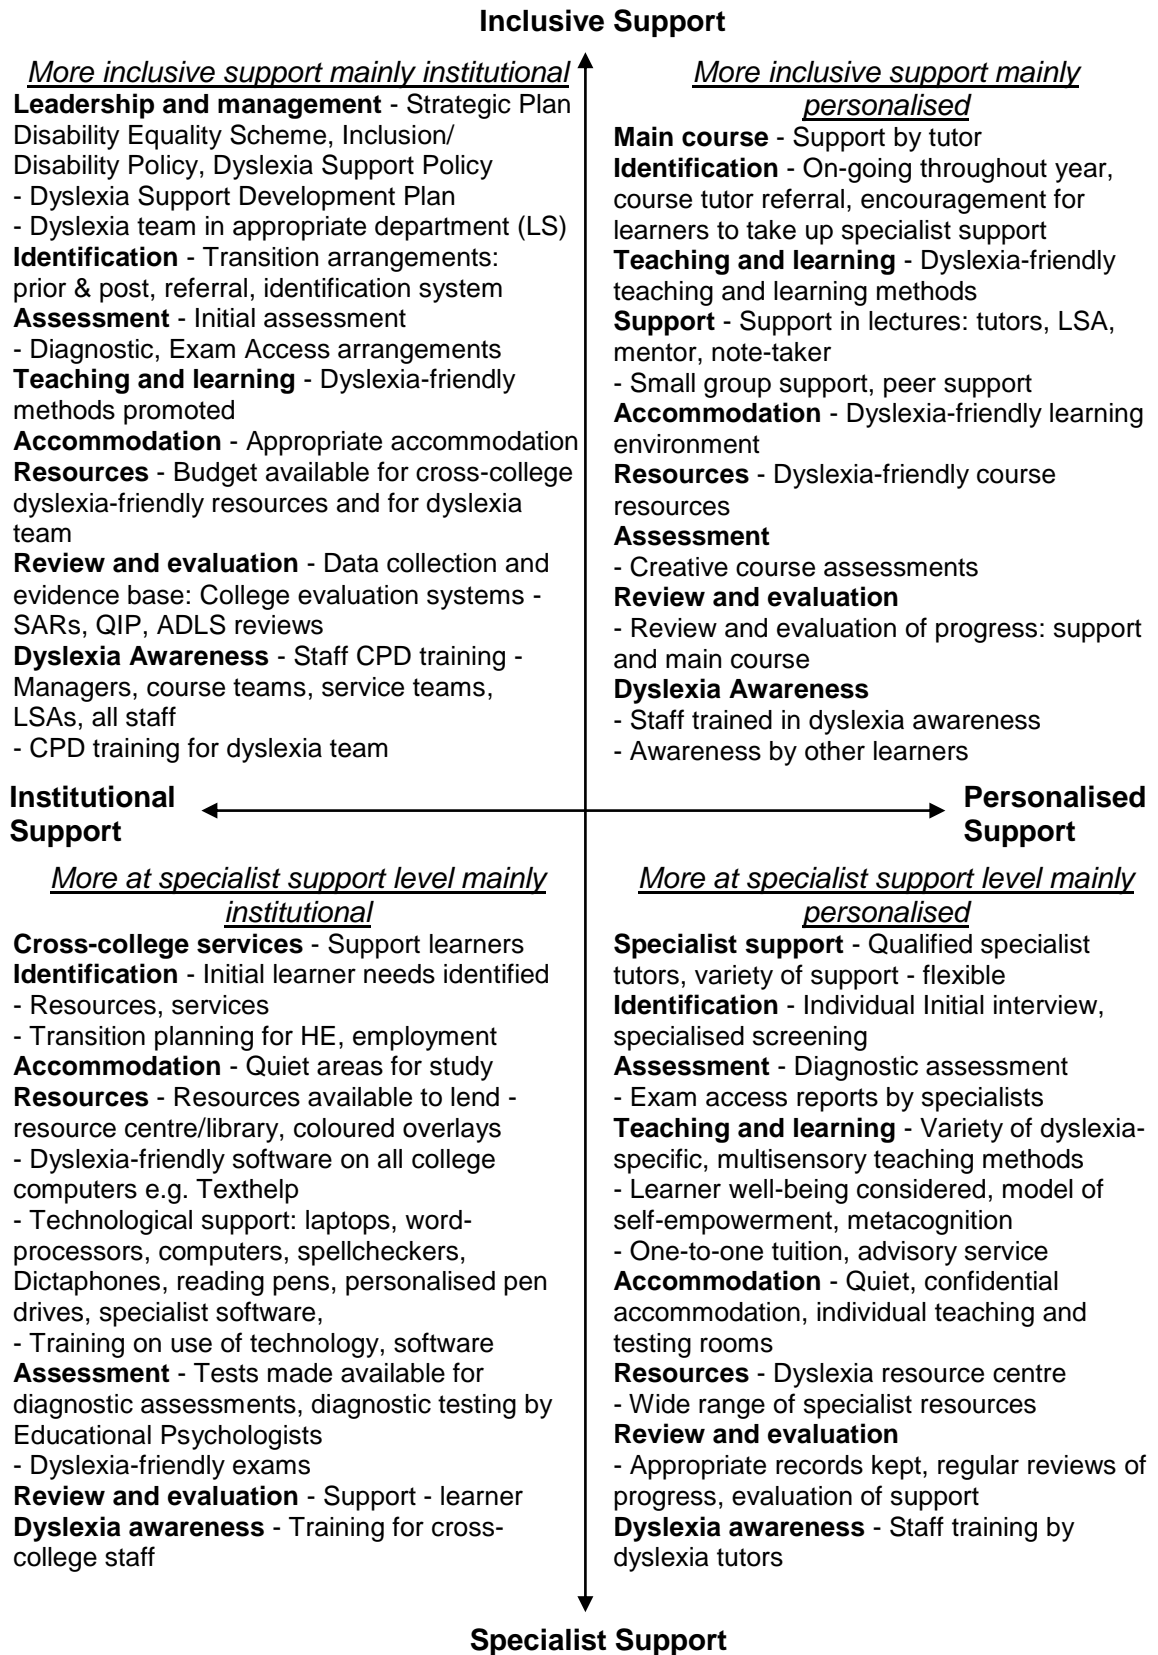 Inclusive Support
More inclusive support mainly institutional
Leadership and management - Strategic Plan
Disability Equality Scheme, Inclusion/
Disability Policy, Dyslexia Support Policy
- Dyslexia Support Development Plan
- Dyslexia team in appropriate department (LS)
Identification - Transition arrangements:
prior & post, referral, identification system
Assessment - Initial assessment
- Diagnostic, Exam Access arrangements
Teaching and learning - Dyslexia-friendly
methods promoted
Accommodation - Appropriate accommodation
Resources - Budget available for cross-college
dyslexia-friendly resources and for dyslexia
team
Review and evaluation - Data collection and
evidence base: College evaluation systems -
SARs, QIP, ADLS reviews
Dyslexia Awareness - Staff CPD training -
Managers, course teams, service teams,
LSAs, all staff
- CPD training for dyslexia team
More inclusive support mainly
personalised
Main course - Support by tutor
Identification - On-going throughout year,
course tutor referral, encouragement for
learners to take up specialist support
Teaching and learning - Dyslexia-friendly
teaching and learning methods
Support - Support in lectures: tutors, LSA,
mentor, note-taker
- Small group support, peer support
Accommodation - Dyslexia-friendly learning
environment
Resources - Dyslexia-friendly course
resources
Assessment
- Creative course assessments
Review and evaluation
- Review and evaluation of progress: support
and main course
Dyslexia Awareness
- Staff trained in dyslexia awareness
- Awareness by other learners
Institutional
Support
Personalised
Support
More at specialist support level mainly
institutional
Cross-college services - Support learners
Identification - Initial learner needs identified
- Resources, services
- Transition planning for HE, employment
Accommodation - Quiet areas for study
Resources - Resources available to lend -
resource centre/library, coloured overlays
- Dyslexia-friendly software on all college
computers e.g. Texthelp
- Technological support: laptops, word-
processors, computers, spellcheckers,
Dictaphones, reading pens, personalised pen
drives, specialist software,
- Training on use of technology, software
Assessment - Tests made available for
diagnostic assessments, diagnostic testing by
Educational Psychologists
- Dyslexia-friendly exams
Review and evaluation - Support - learner
Dyslexia awareness - Training for cross-
college staff
More at specialist support level mainly
personalised
Specialist support - Qualified specialist
tutors, variety of support - flexible
Identification - Individual Initial interview,
specialised screening
Assessment - Diagnostic assessment
- Exam access reports by specialists
Teaching and learning - Variety of dyslexia-
specific, multisensory teaching methods
- Learner well-being considered, model of
self-empowerment, metacognition
- One-to-one tuition, advisory service
Accommodation - Quiet, confidential
accommodation, individual teaching and
testing rooms
Resources - Dyslexia resource centre
- Wide range of specialist resources
Review and evaluation
- Appropriate records kept, regular reviews of
progress, evaluation of support
Dyslexia awareness - Staff training by
dyslexia tutors
Specialist Support